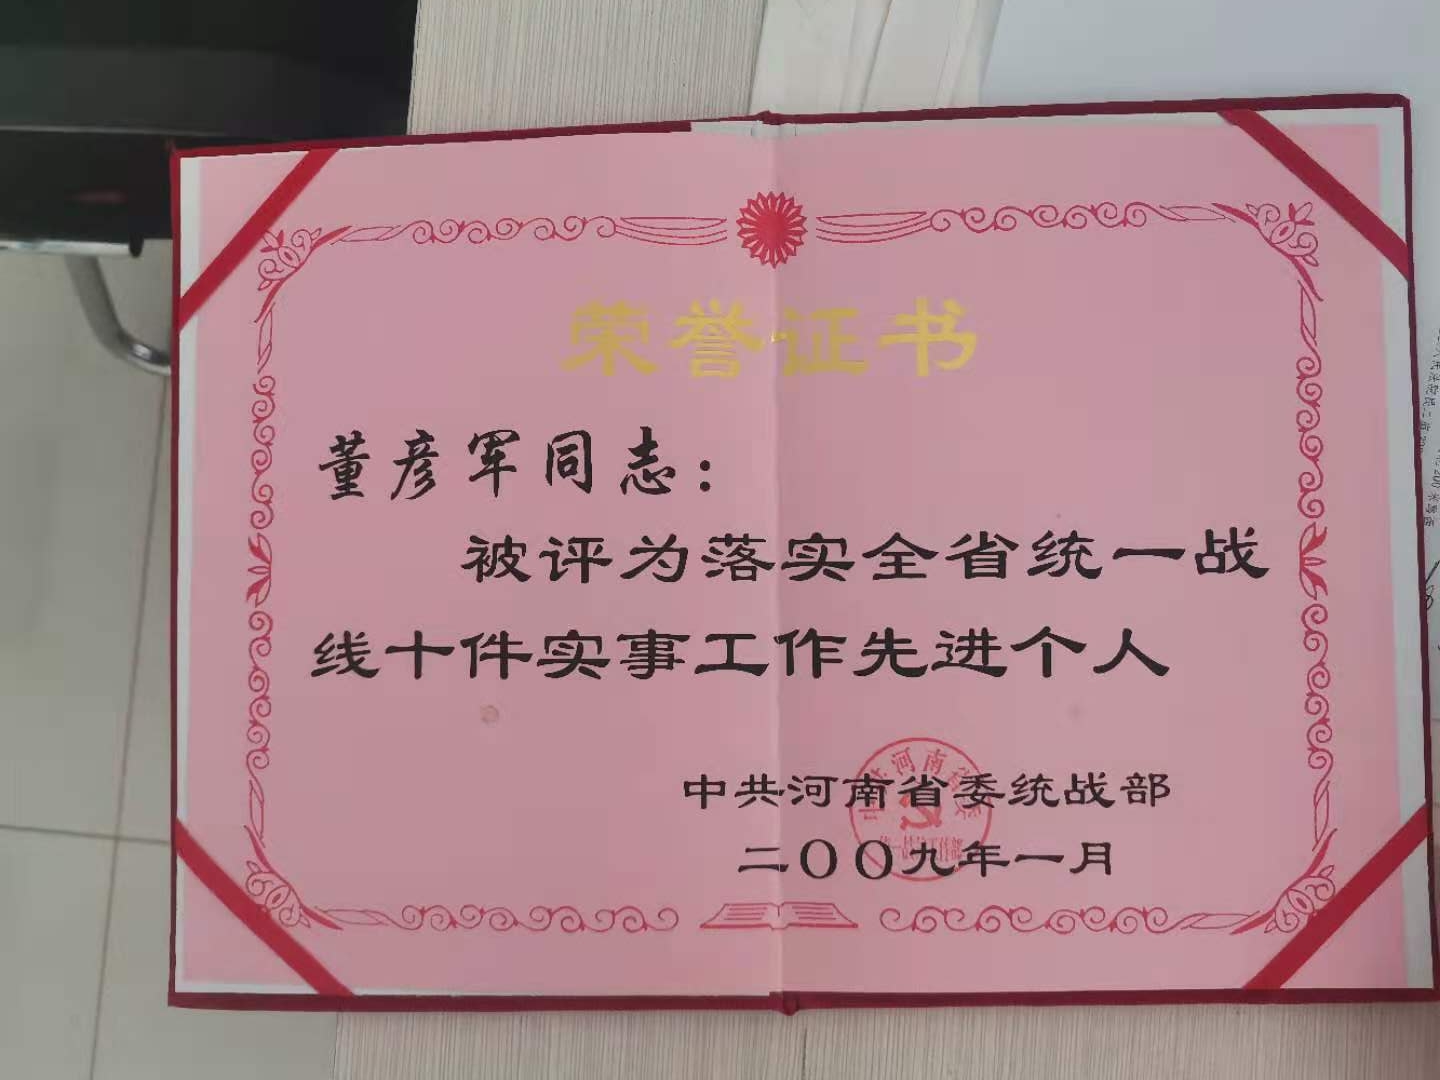 荣誉证书
董彦军同志：
被评为落实全省统一战
线十件实事工作先进个人
中共河南省委统战部
二〇〇九年一月